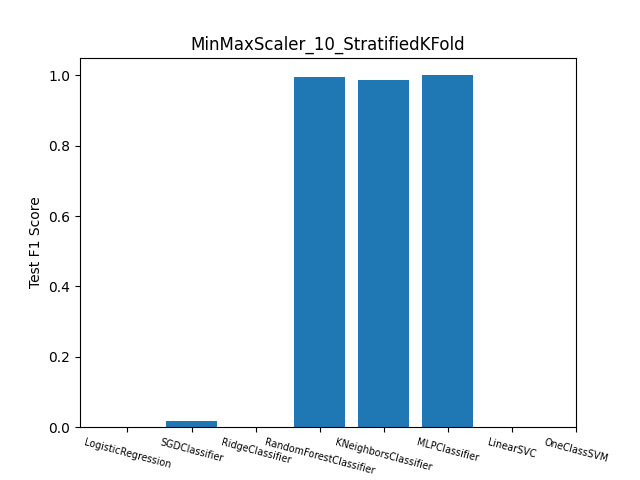 MinMaxScaler_10_StratifiedKFold
Test F1 Score
1.0
0.8
0.6
0.4
0.2
0.0
LogisticRegression
SGDClassifier
RidgeClassifier
RandomForestClassifier
KNeighborsClassifier
MLPClassifier
LinearSVC
OneClassSVM